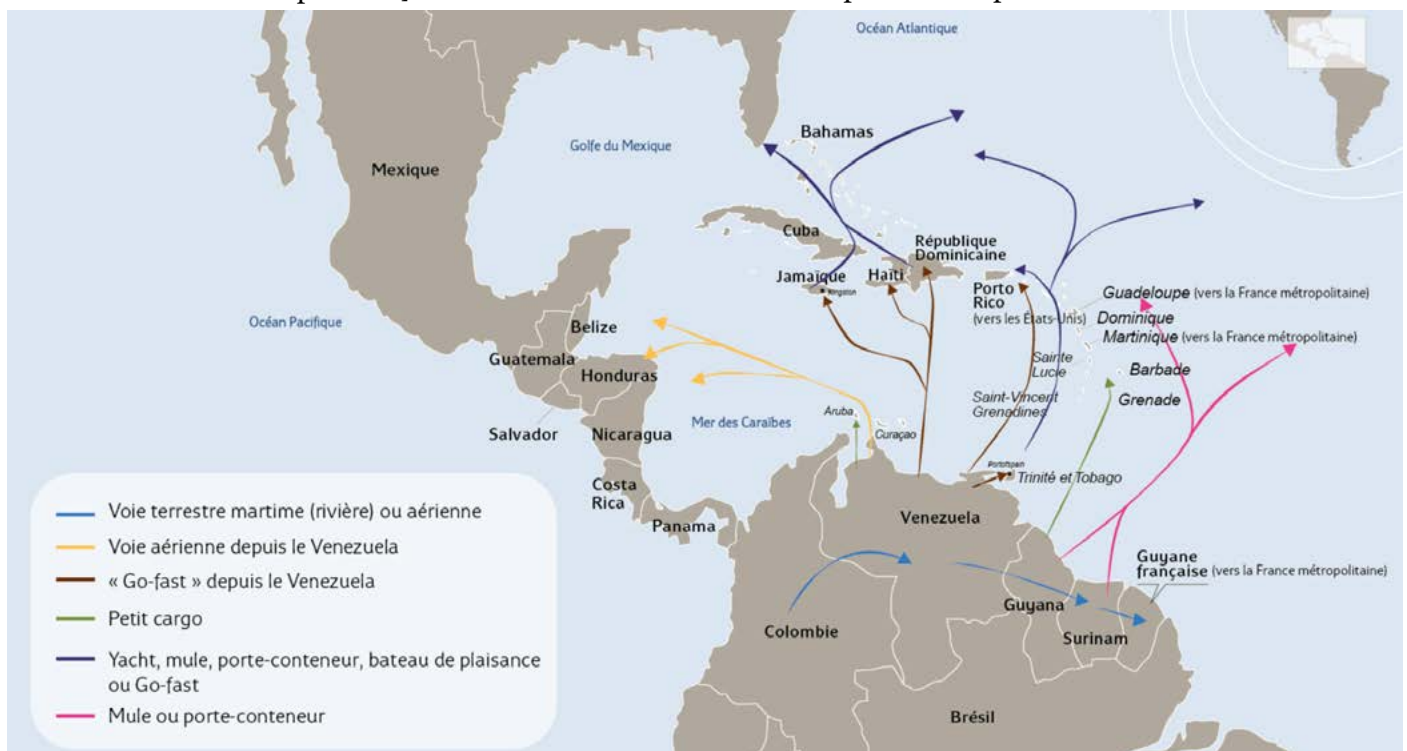 Océan Atlantique
Bahamas
Golfe du Mexique
Mexique
Cuba
République
Dominicaine
Jamaïque
Haïti
Kingston
Porto
Rico
(vers les États-Unis)
Guadeloupe (vers la France métropolitaine)
Dominique
Martinique (vers la France métropolitaine)
Océan Pacifique
Belize
Guatemala
Honduras
Sainte
Lucie
Barbade
Saint-Vincent
Grenadines
Grenade
Salvador
Nicaragua
Mer des Caraïbes
Aruba
Curaçao
Trinité et Tobago
Costa
Rica
Panama
Venezuela
Guyane
française (vers la France métropolitaine)
Guyana
Surinam
Colombie
Brésil
Voie terrestre martime (rivière) ou aérienne
Voie aérienne depuis le Venezuela
« Go-fast » depuis le Venezuela
Petit cargo
Yacht, mule, porte-conteneur, bateau de plaisance
ou Go-fast
Mule ou porte-conteneur